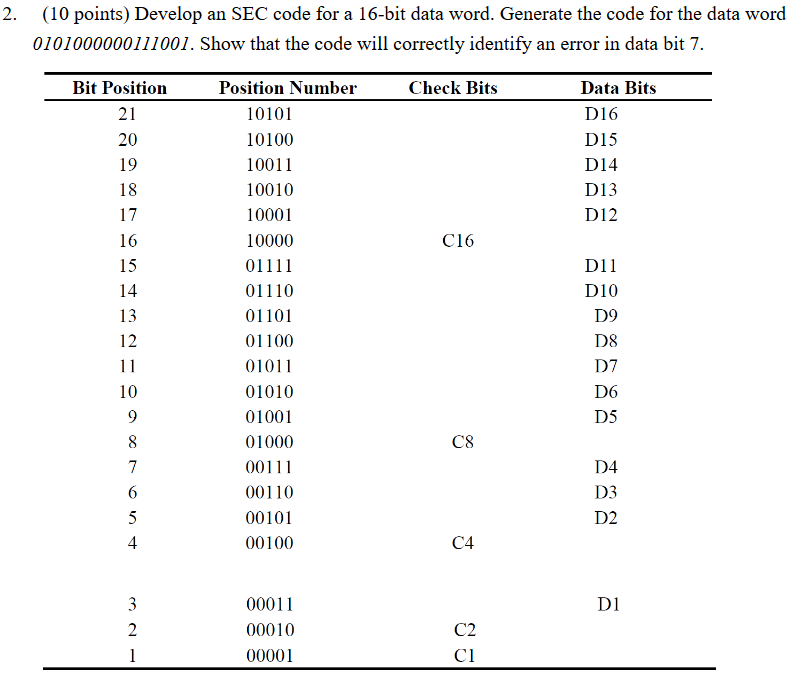 2. (10 points) Develop an SEC code for a 16-bit data word. Generate the code for the data word
0101000000111001. Show that the code will correctly identify an error in data bit 7.
Bit Position Position Number Check Bits Data Bits
21 10101 D16
20 10100 D15
19 10011 D14
18 10010 D13
17 10001 D12
16 10000 C16
15 01111 D11
14 01110 D10
13 01101 D9
12 01100 D8
11 01011 D7
10 01010 D6
9 01001 D5
8 01000 C8
7 00111 D4
6 00110 D3
5 00101 D2
4 00100 C4
3 00011 D1
2 00010 C2
1 00001 C1